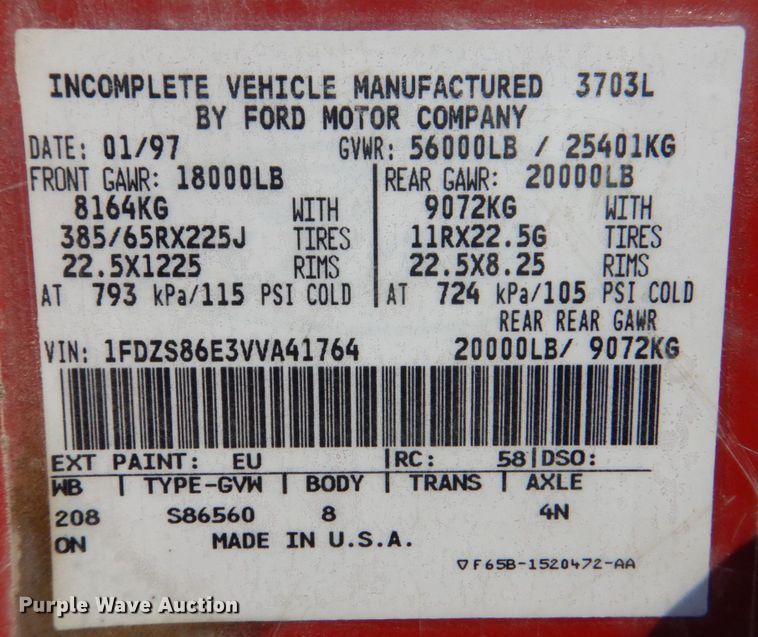 INCOMPLETE VEHICLE MANUFACTURED 3703L
BY FORD MOTOR COMPANY
DATE: 01/97 GVWR: 56000LB / 25401KG
FRONT GAWR: 18000LB REAR GAWR: 20000LB
8164KG WITH 9072KG WITH
385/65RX225J TIRES 11RX22.5G TIRES
22.5X1225 RIMS 22.5X8.25 RIMS
AT 793 kPa/115 PSI COLD AT 724 kPa/105 PSI COLD
REAR REAR GAWR
VIN: 1FDZS86E3VVA41764 20000LB/ 9072KG
EXT PAINT: EU RC: 58 DSO:
WB TYPE-GVW BODY TRANS AXLE
208 S86560 8 4N
ON MADE IN U.S.A.
▽F65B-1520472-AA
Purple Wave Auction